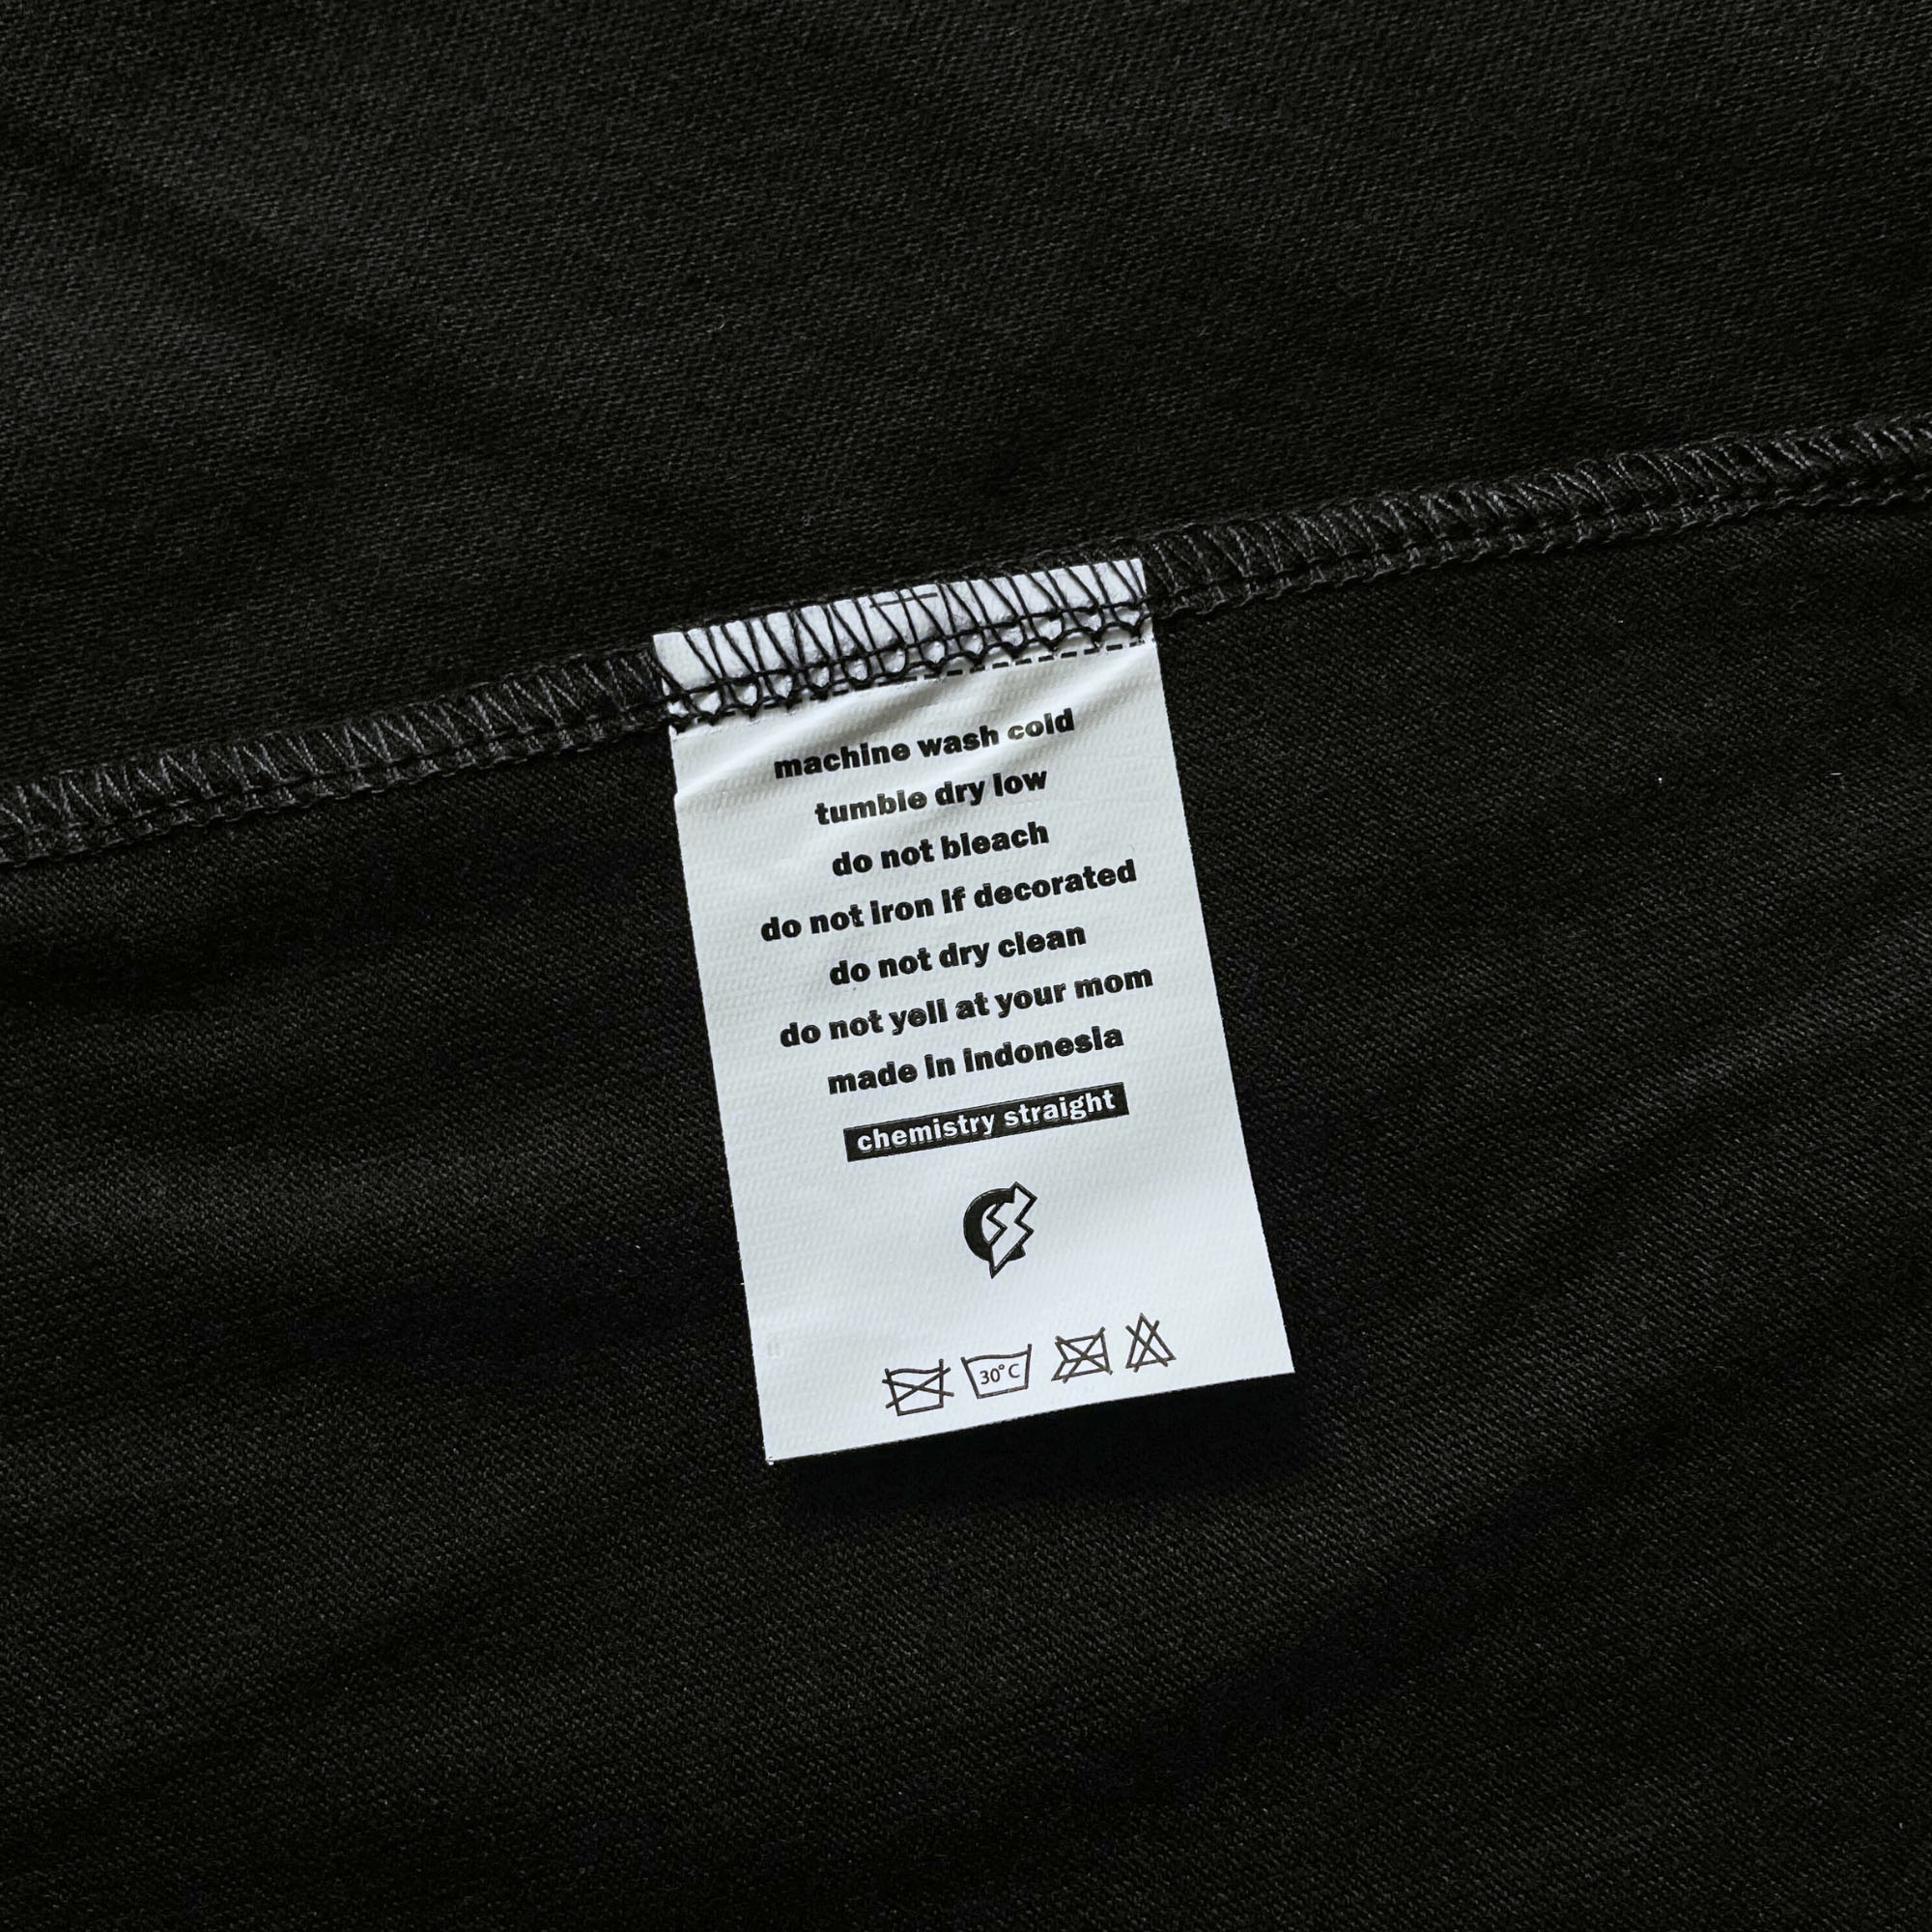 machine wash cold
tumble dry low
do not bleach
do not iron if decorated
do not dry clean
do not yell at your mom
made in indonesia
chemistry straight
30°C